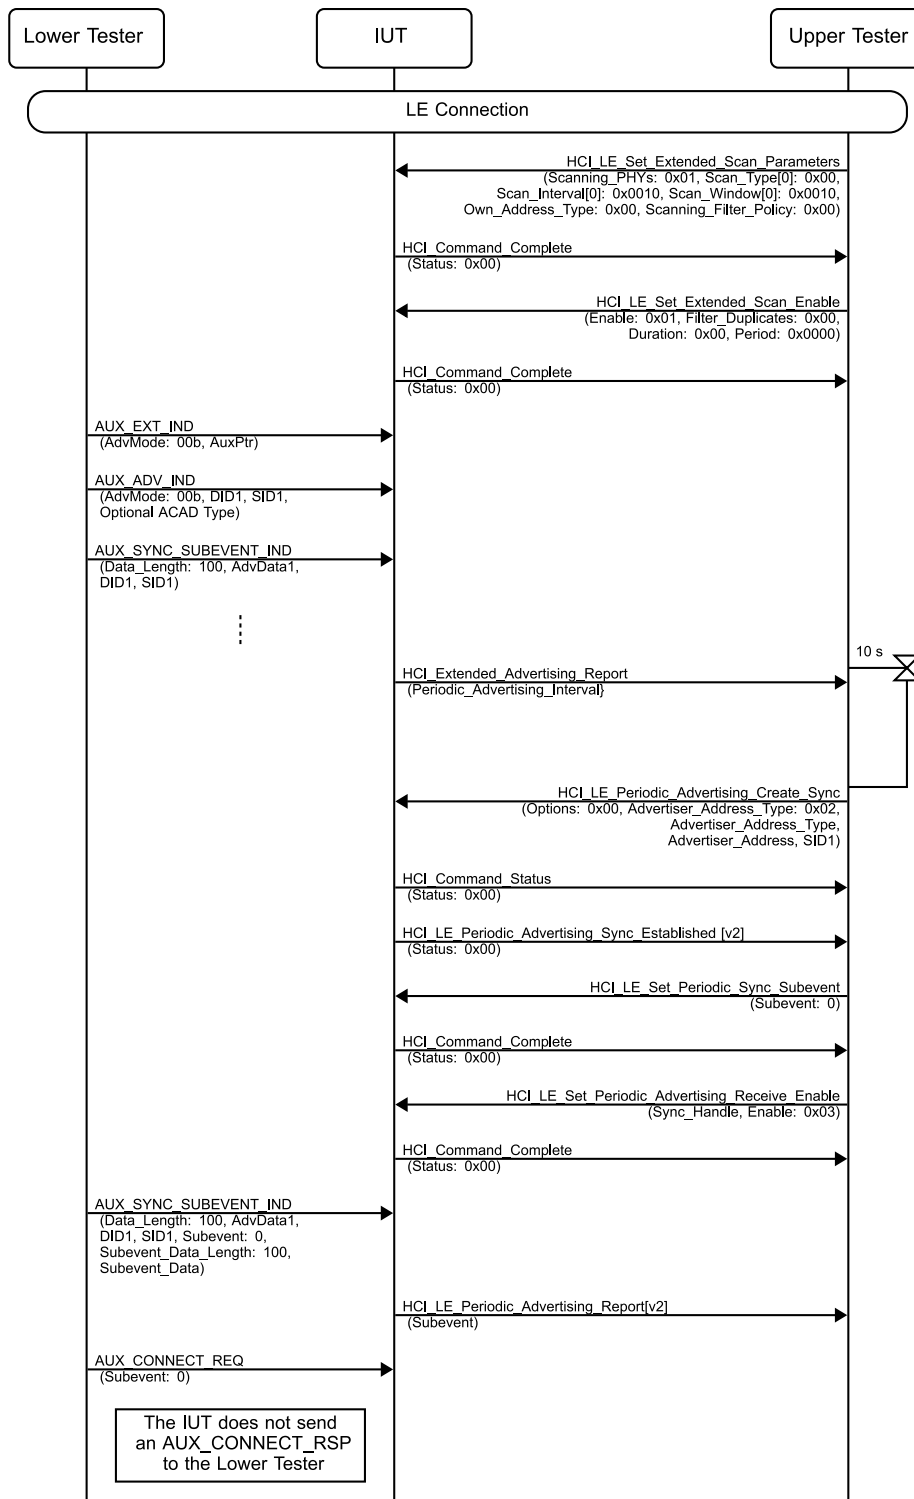 Lower Tester
IUT
Upper Tester
LE Connection
HCI_LE_Set_Extended_Scan_Parameters
(Scanning_PHYs: 0x01, Scan_Type[0]: 0x00,
Scan_Interval[0]: 0x0010, Scan_Window[0]: 0x0010,
Own_Address_Type: 0x00, Scanning_Filter_Policy: 0x00)
HCI_Command_Complete
(Status: 0x00)
HCI_LE_Set_Extended_Scan_Enable
(Enable: 0x01, Filter_Duplicates: 0x00,
Duration: 0x00, Period: 0x0000)
HCI_Command_Complete
(Status: 0x00)
AUX_EXT_IND
(AdvMode: 00b, AuxPtr)
AUX_ADV_IND
(AdvMode: 00b, DID1, SID1,
Optional ACAD Type)
AUX_SYNC_SUBEVENT_IND
(Data_Length: 100, AdvData1,
DID1, SID1)
10 s
HCI_Extended_Advertising_Report
(Periodic_Advertising_Interval}
HCI_LE_Periodic_Advertising_Create_Sync
(Options: 0x00, Advertiser_Address_Type: 0x02,
Advertiser_Address_Type,
Advertiser_Address, SID1)
HCI_Command_Status
(Status: 0x00)
HCI_LE_Periodic_Advertising_Sync_Established [v2]
(Status: 0x00)
HCI_LE_Set_Periodic_Sync_Subevent
(Subevent: 0)
HCI_Command_Complete
(Status: 0x00)
HCI_LE_Set_Periodic_Advertising_Receive_Enable
(Sync_Handle, Enable: 0x03)
HCI_Command_Complete
(Status: 0x00)
AUX_SYNC_SUBEVENT_IND
(Data_Length: 100, AdvData1,
DID1, SID1, Subevent: 0,
Subevent_Data_Length: 100,
Subevent_Data)
HCI_LE_Periodic_Advertising_Report[v2]
(Subevent)
AUX_CONNECT_REQ
(Subevent: 0)
The IUT does not send
an AUX_CONNECT_RSP
to the Lower Tester